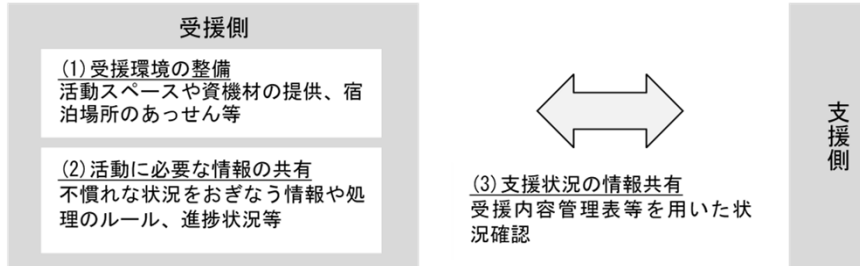 受援側
(1)受援環境の整備
活動スペースや資機材の提供、宿
泊場所のあっせん等
(2)活動に必要な情報の共有
不慣れな状況をおぎなう情報や処
理のルール、進捗状況等
(3)支援状況の情報共有
受援内容管理表等を用いた状
況確認
支援側